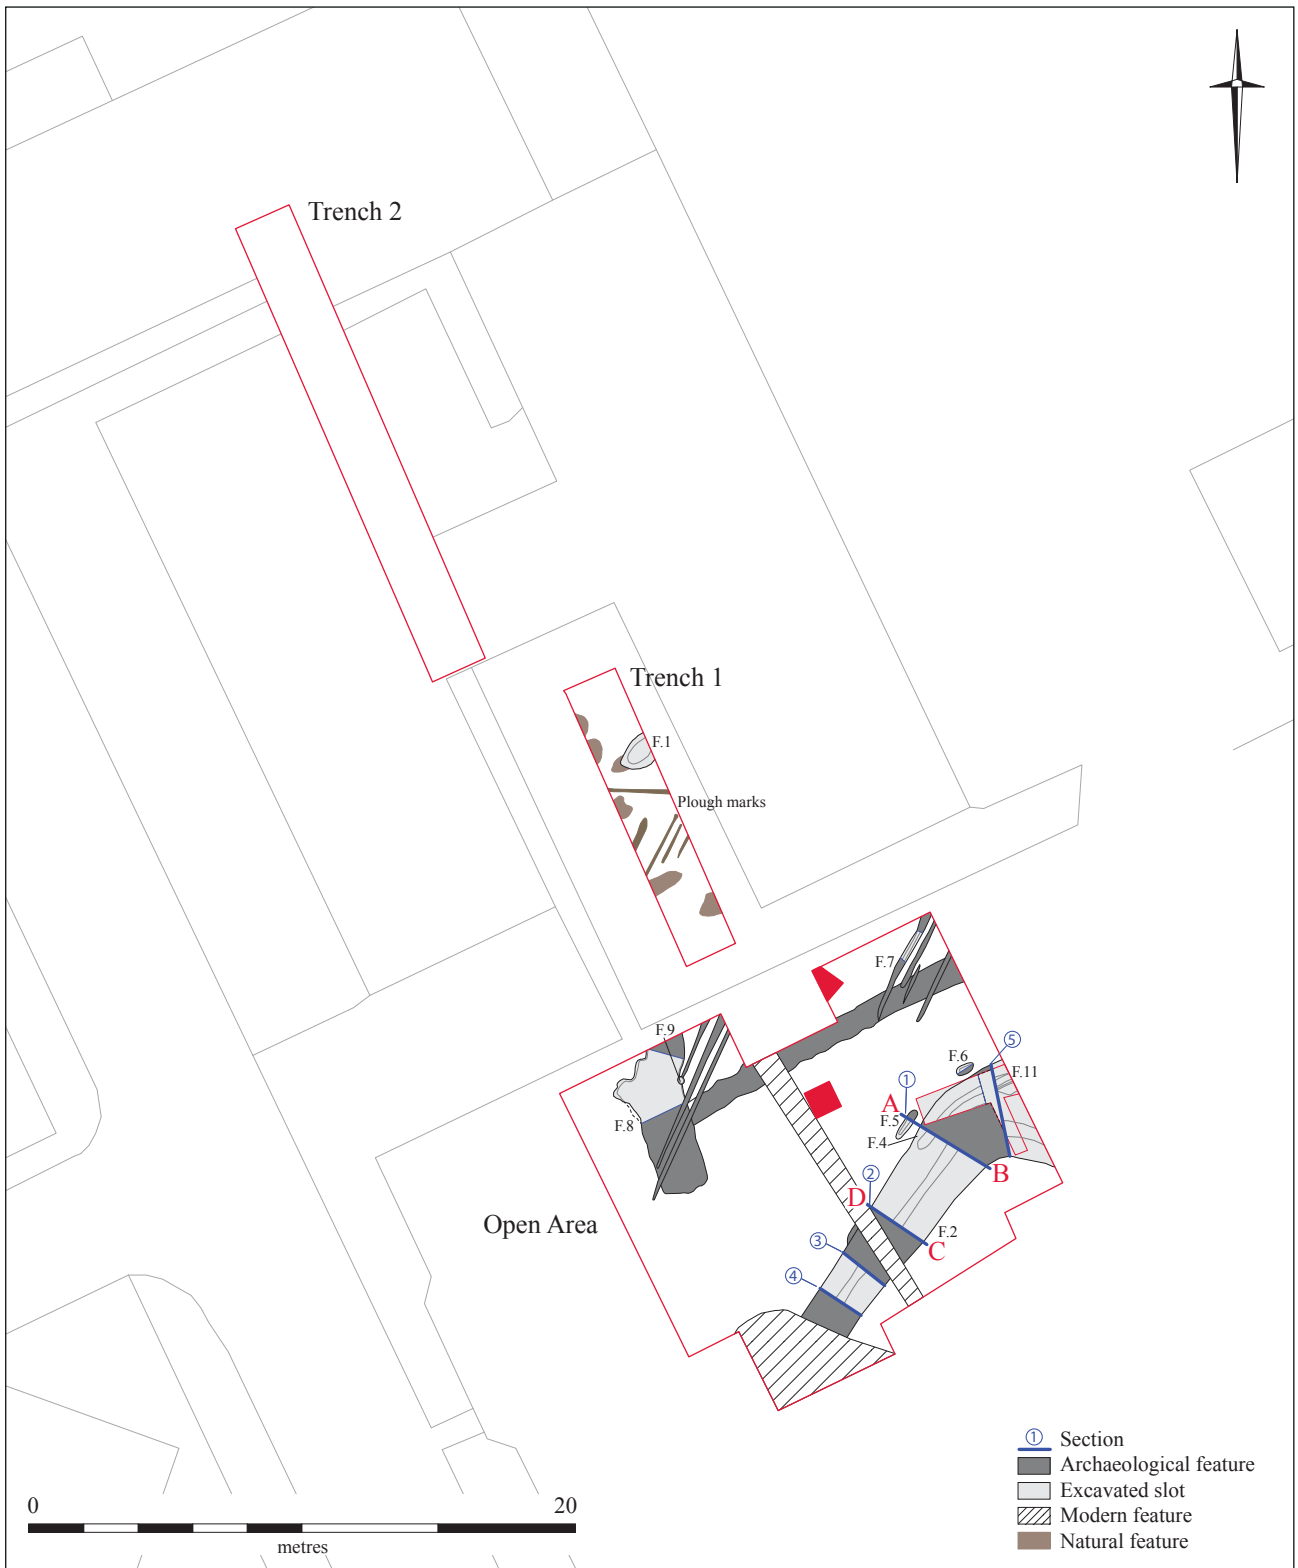 Trench 2
Trench 1
F.1
Plough marks
F.7
F.9
F.6
5
F.11
1
A
F.5
F.4
F.8
B
2
D
Open Area
F.2
C
3
4
1 Section
Archaeological feature
Excavated slot
Modern feature
Natural feature
0 20
metres